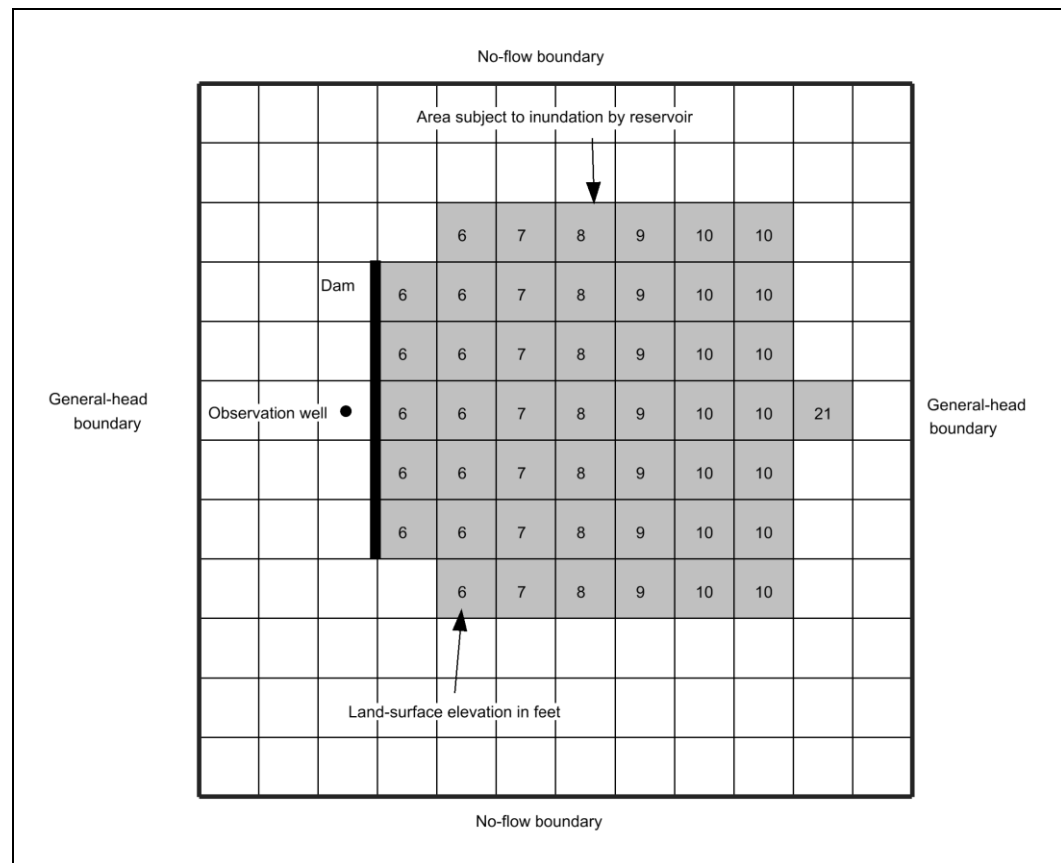 No-flow boundary
Area subject to inundation by reservoir
6 7 8 9 10 10
Dam
6 6 7 8 9 10 10
6 6 7 8 9 10 10
General-head
boundary
Observation well
6 6 7 8 9 10 10 21
General-head
boundary
6 6 7 8 9 10 10
6 6 7 8 9 10 10
6 7 8 9 10 10
Land-surface elevation in feet
No-flow boundary